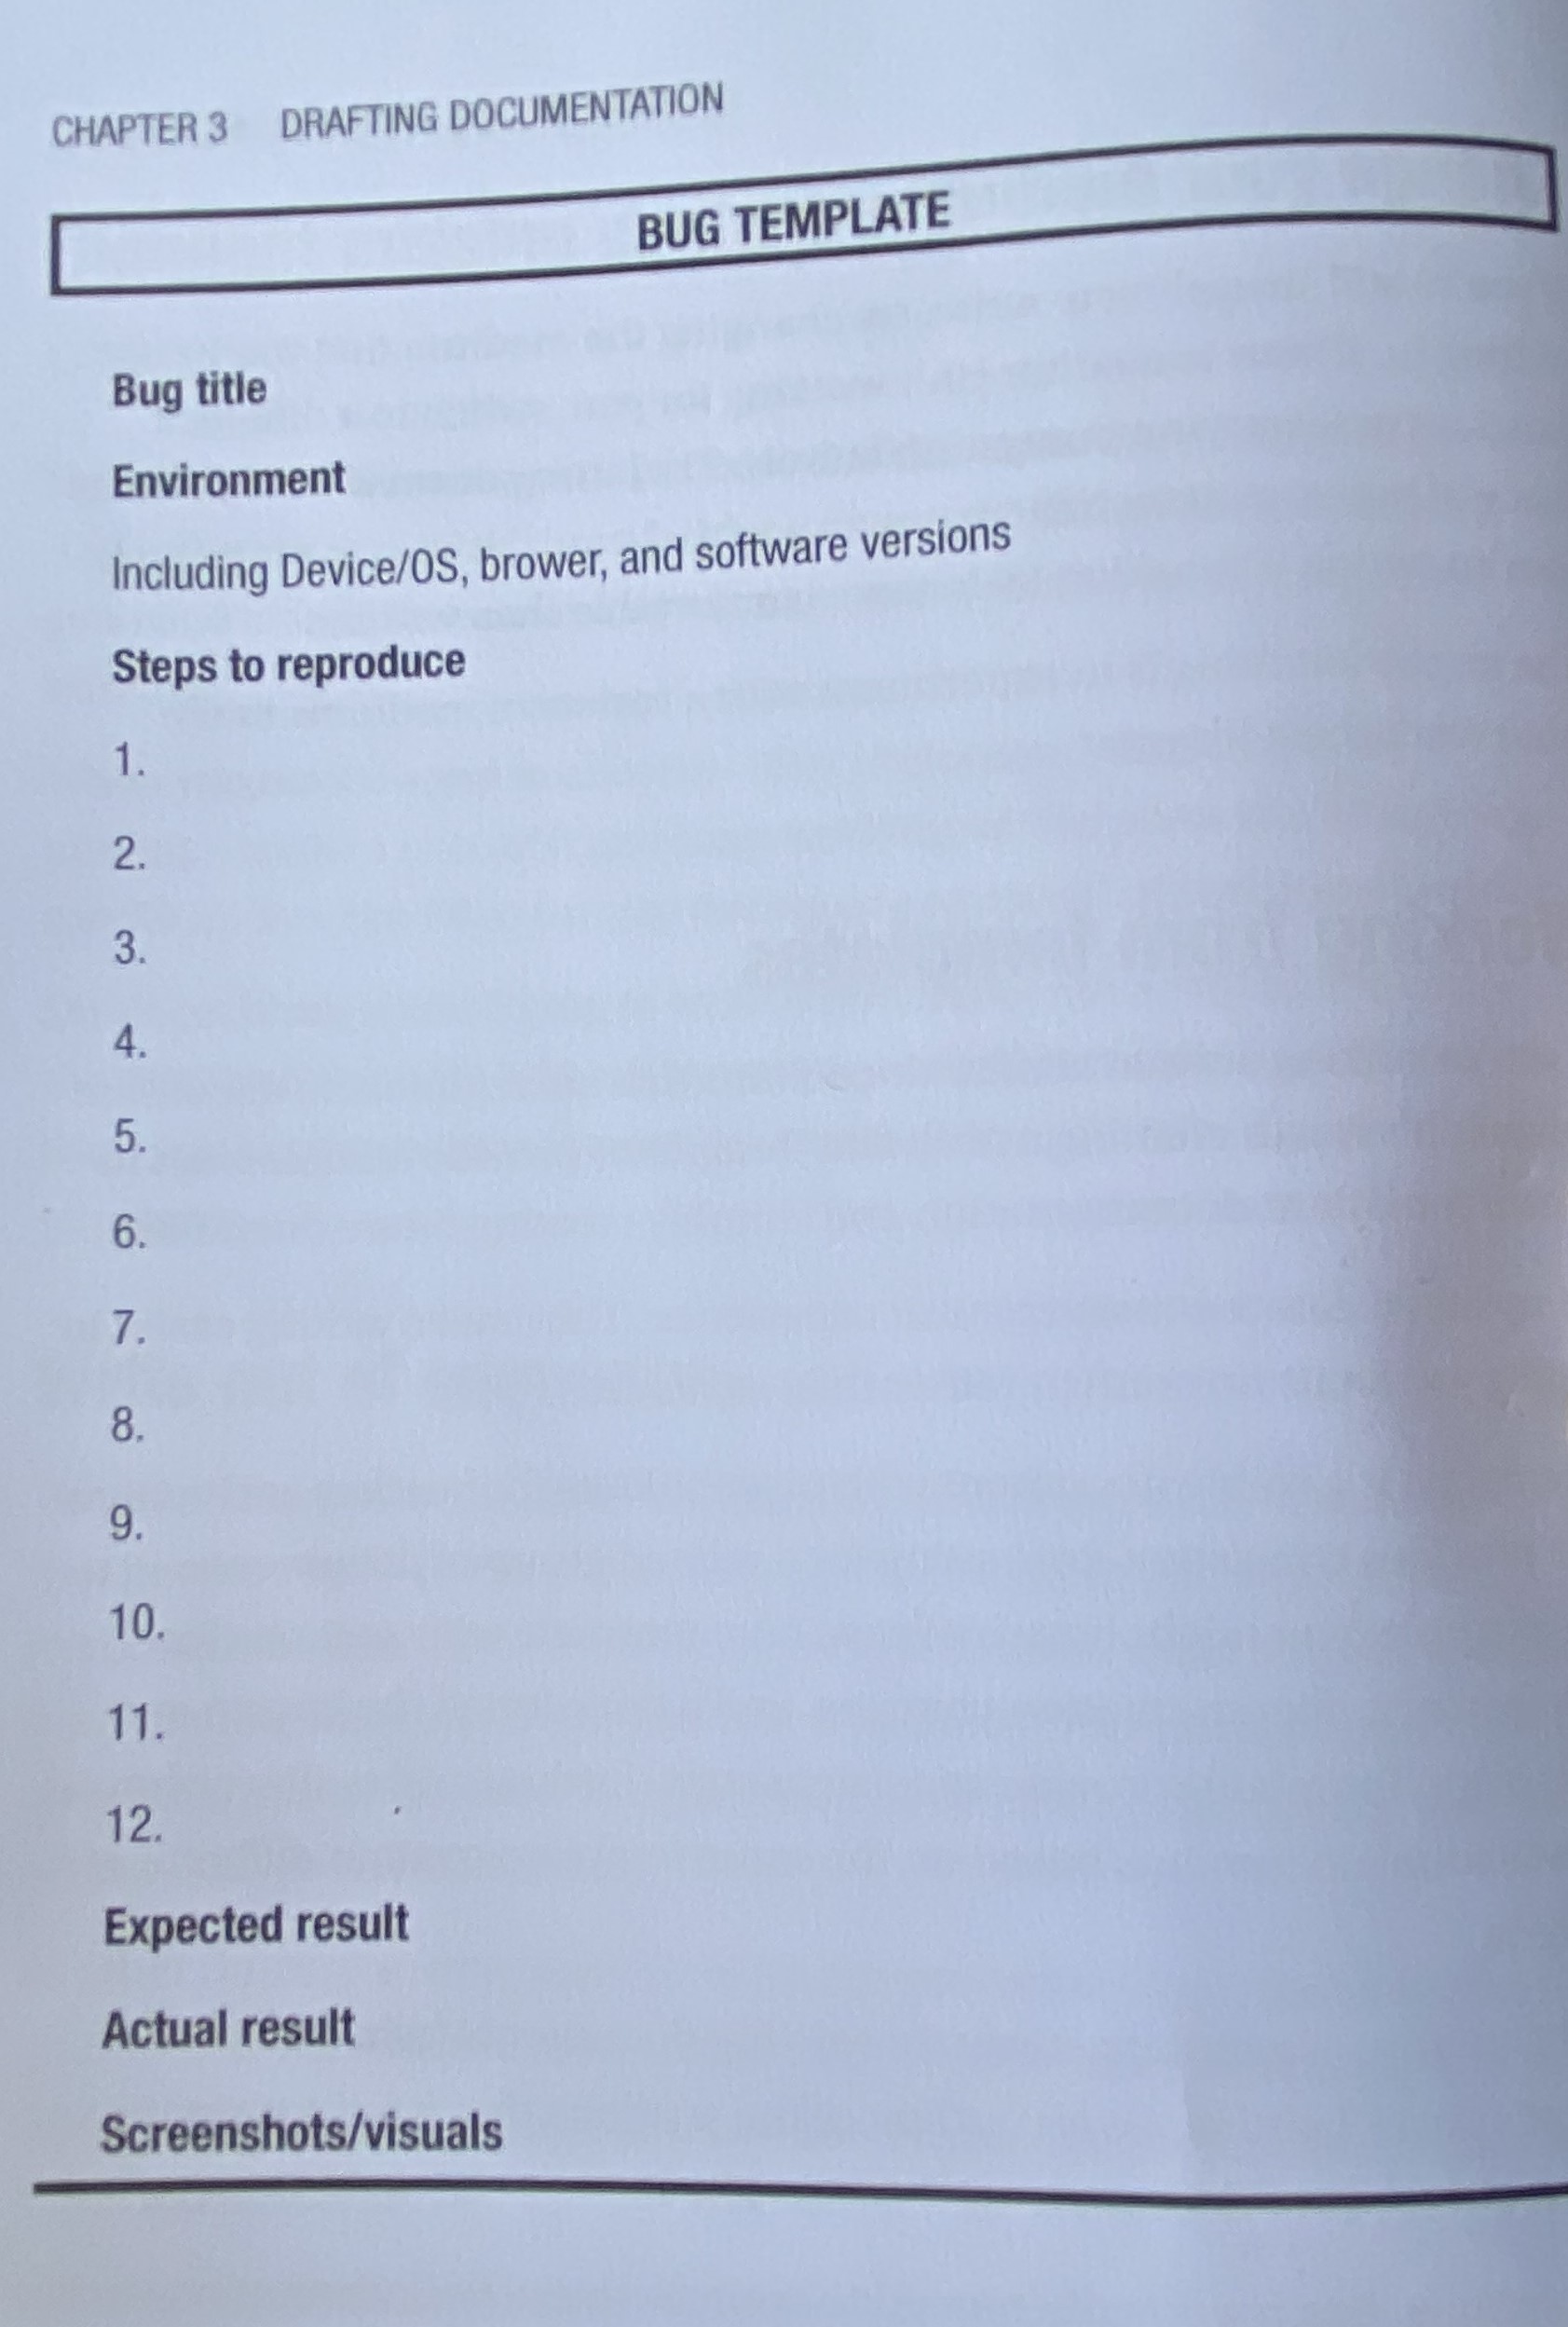 CHAPTER 3 DRAFTING DOCUMENTATION
BUG TEMPLATE
Bug title
Environment
Including Device/OS, brower, and software versions
Steps to reproduce
1.
2.
3.
4.
5.
6.
7.
8.
9.
10.
11.
12.
Expected result
Actual result
Screenshots/visuals